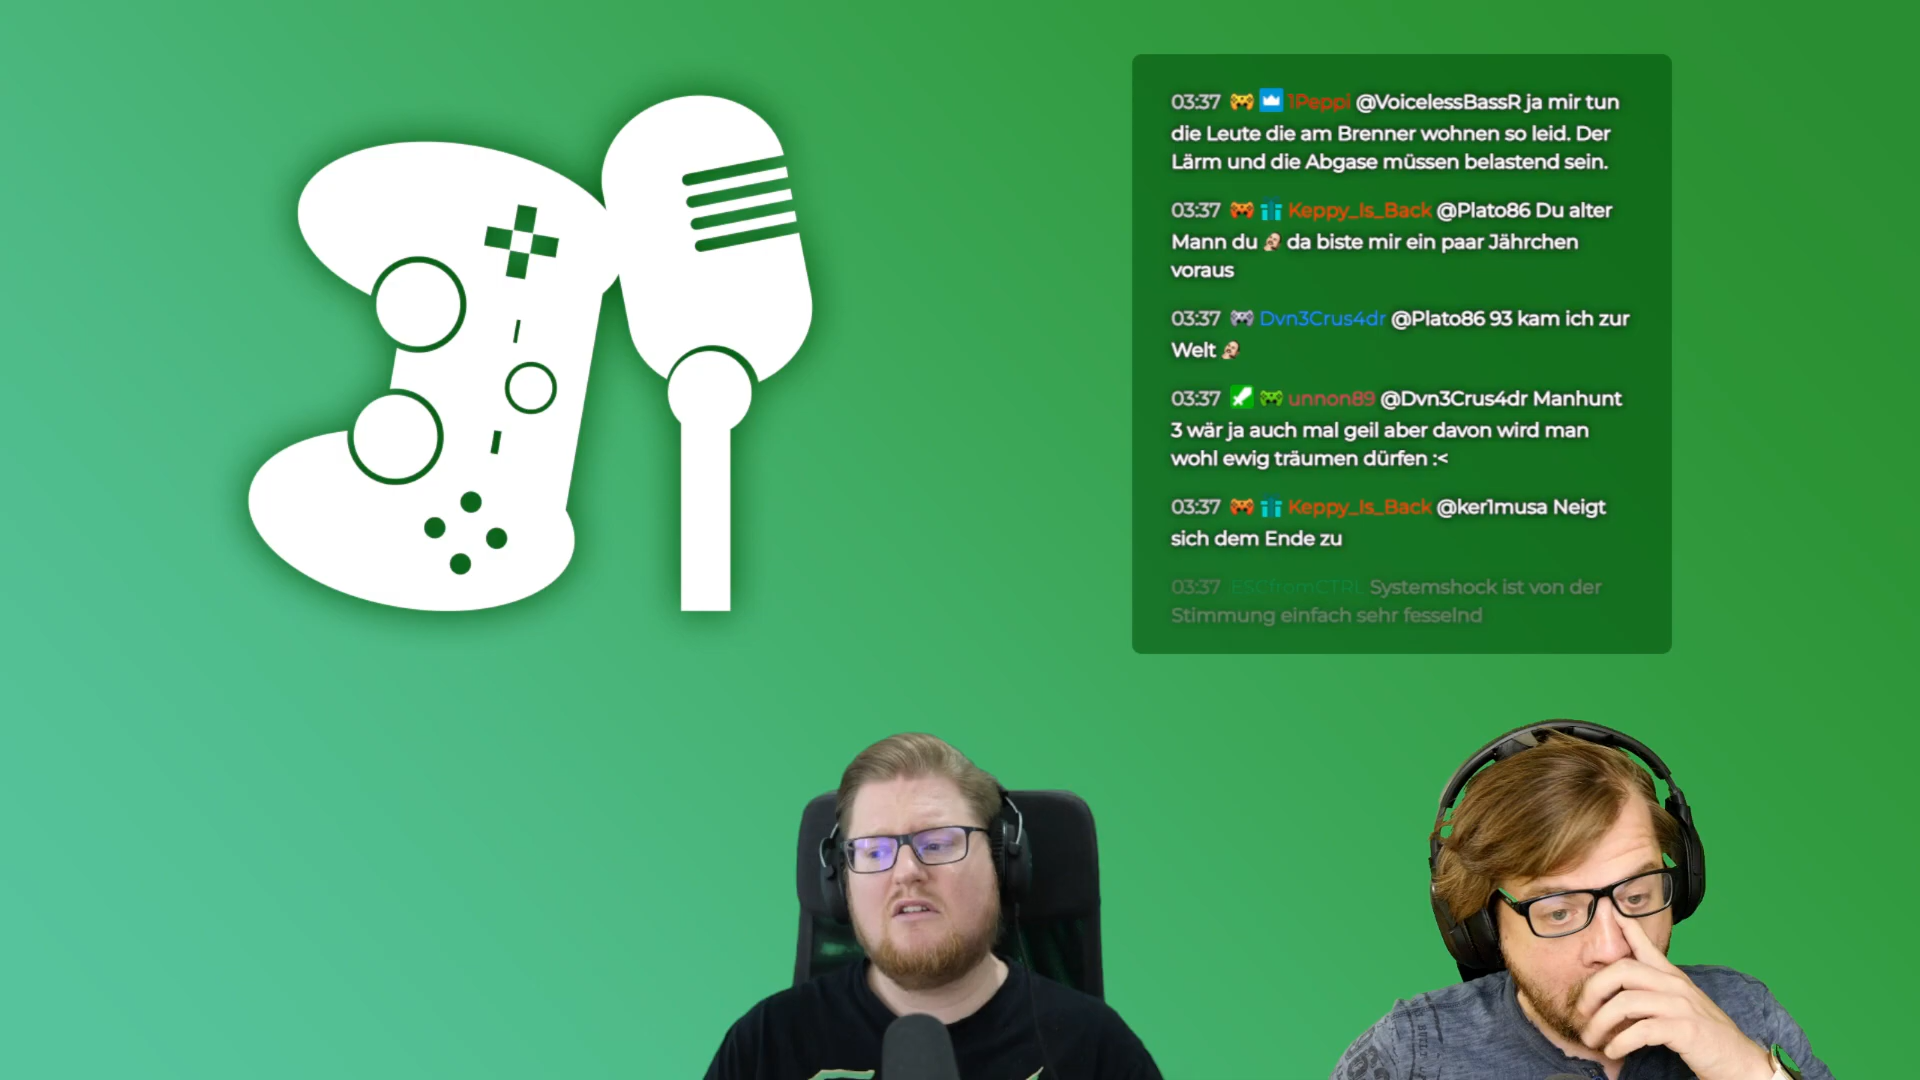 03:37 1Peppi @VoicelessBassR ja mir tun
die Leute die am Brenner wohnen so leid. Der
Lärm und die Abgase müssen belastend sein.
03:37 Keppy_Is_Back @Plato86 Du alter
Mann du da biste mir ein paar Jährchen
voraus
03:37 Dvn3Crus4dr @Plato86 93 kam ich zur
Welt
03:37 unnon89 @Dvn3Crus4dr Manhunt
3 wär ja auch mal geil aber davon wird man
wohl ewig träumen dürfen :<
03:37 Keppy_Is_Back @ker1musa Neigt
sich dem Ende zu
03:37 ESCfromCTRL Systemshock ist von der
Stimmung einfach sehr fesselnd